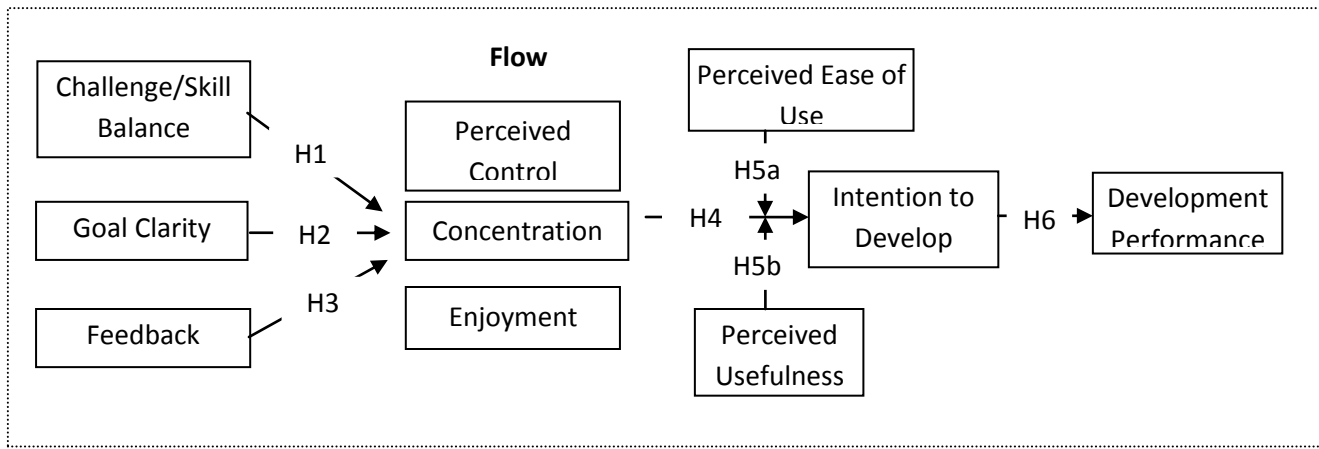 Flow
Challenge/Skill
Balance
H1
Goal Clarity
H2
Feedback
H3
Perceived
Control
Concentration
Enjoyment
H4
Perceived Ease of
Use
H5a
H5b
Perceived
Usefulness
Intention to
Develop
H6
Development
Performance